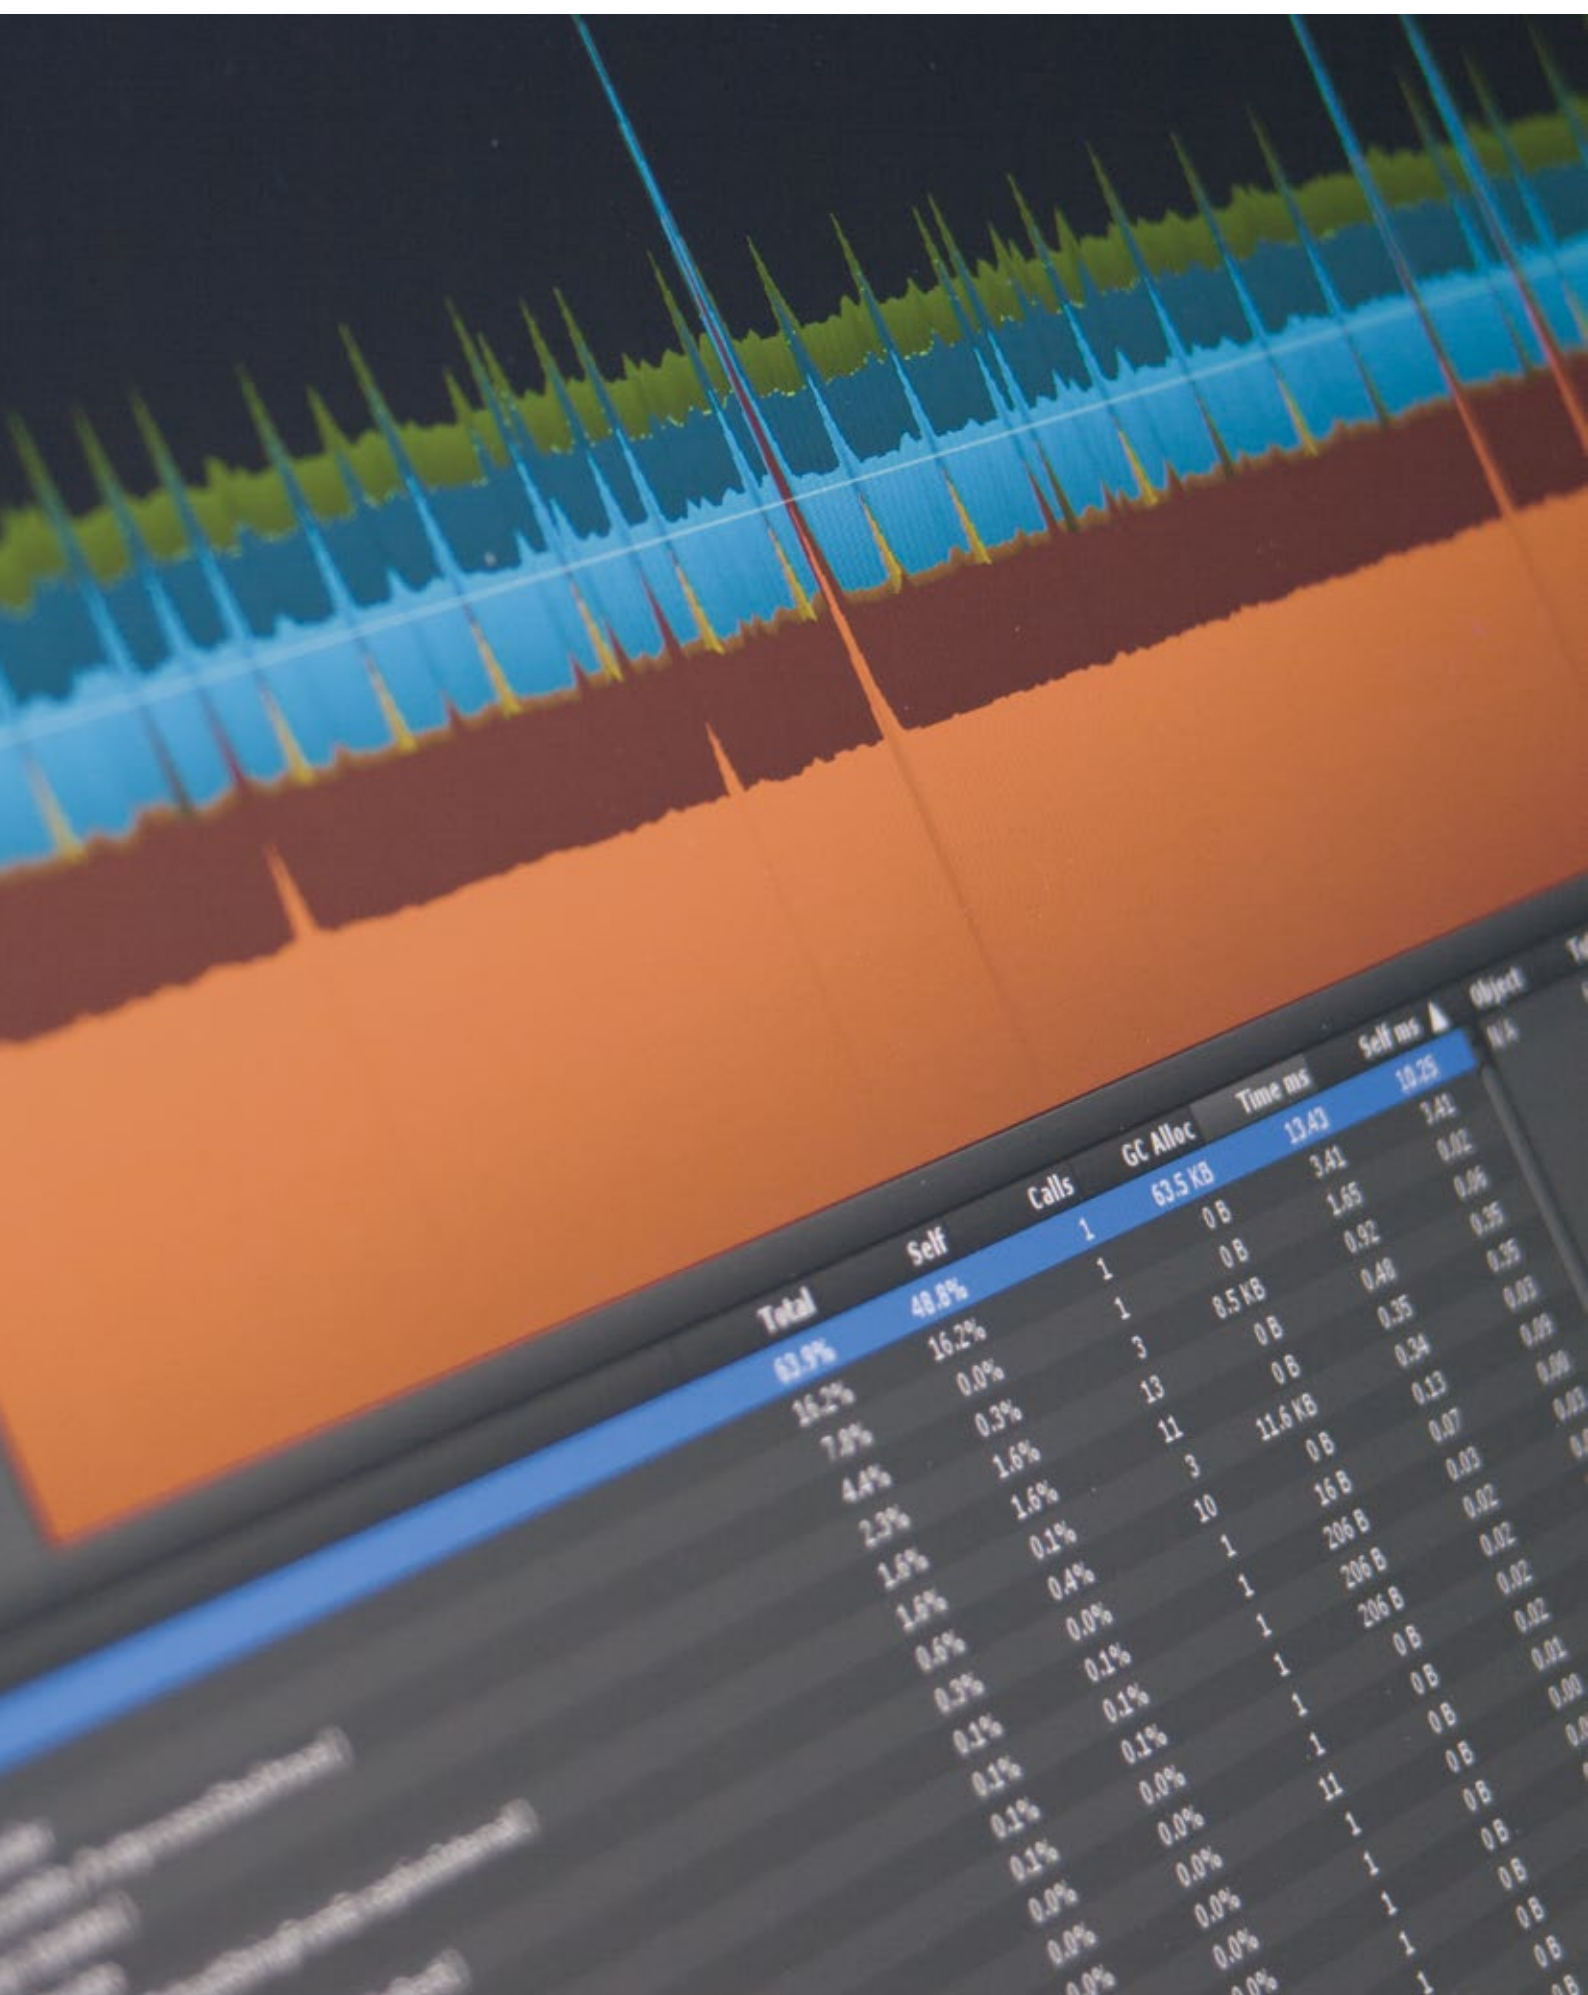 Total Self Calls GC Alloc Time ms Self ms Object
63.9% 48.8% 1 63.5 KB 13.43 10.25 N/A
16.2% 16.2% 1 0 B 3.41 3.41
7.8% 0.0% 1 0 B 1.65 0.02
4.4% 0.3% 3 8.5 KB 0.92 0.06
2.3% 1.6% 13 0 B 0.48 0.35
1.6% 1.6% 11 0 B 0.35 0.35
1.6% 0.1% 3 11.6 KB 0.34 0.03
0.6% 0.4% 10 0 B 0.13 0.09
0.3% 0.0% 1 16 B 0.07 0.00
0.1% 0.1% 1 206 B 0.03 0.03
0.1% 0.1% 1 206 B 0.02
0.1% 0.1% 1 206 B 0.02
0.1% 0.0% 1 0 B 0.02
0.0% 0.0% 1 0 B 0.02
0.0% 0.0% 11 0 B 0.01
0.0% 0.0% 1 0 B 0.00
0.0% 1 0 B
0.0% 1 0 B
1 0 B
1 0 B
0 B